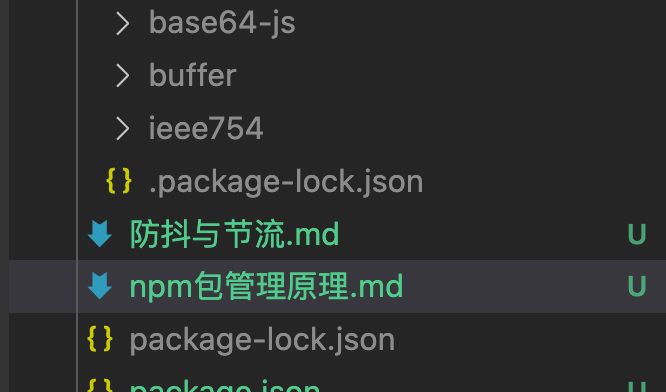 base64-js
buffer
ieee754
{} .package-lock.json
防抖与节流.md U
npm包管理原理.md U
{} package-lock.json
{} package.json U